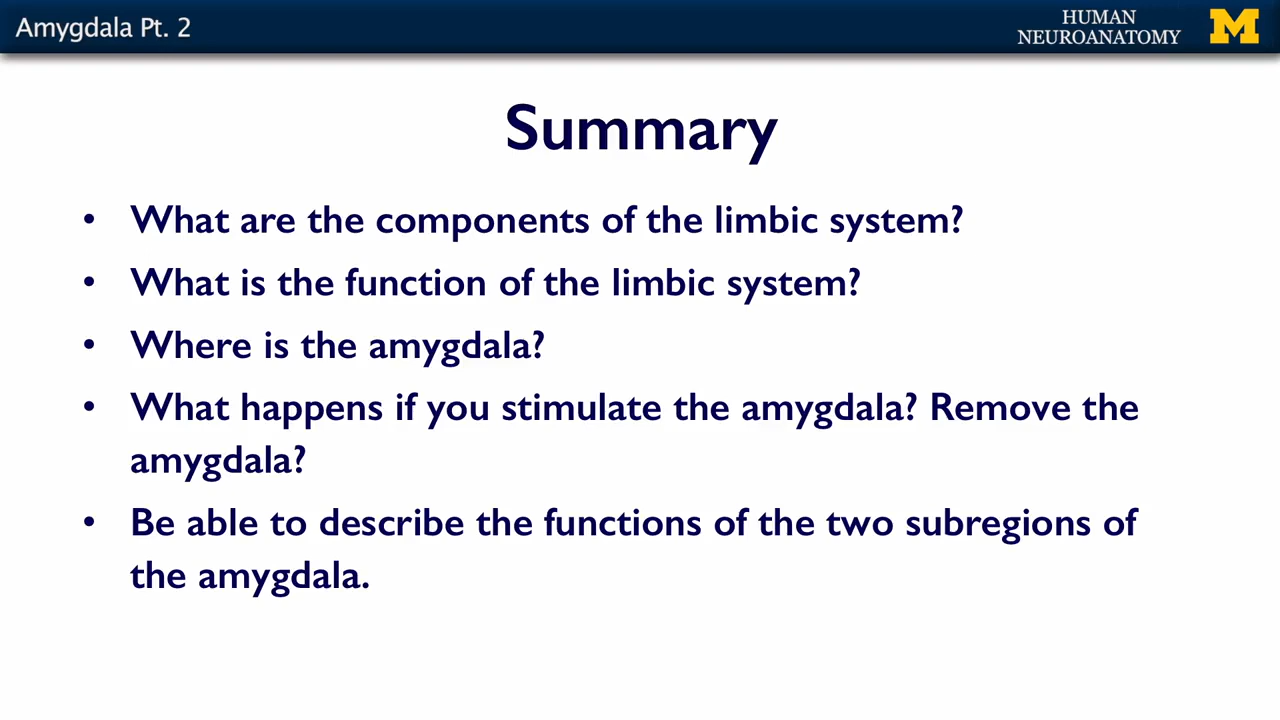 Amygdala Pt. 2
HUMAN
NEUROANATOMY
M
Summary
• What are the components of the limbic system?
• What is the function of the limbic system?
• Where is the amygdala?
• What happens if you stimulate the amygdala? Remove the
amygdala?
• Be able to describe the functions of the two subregions of
the amygdala.